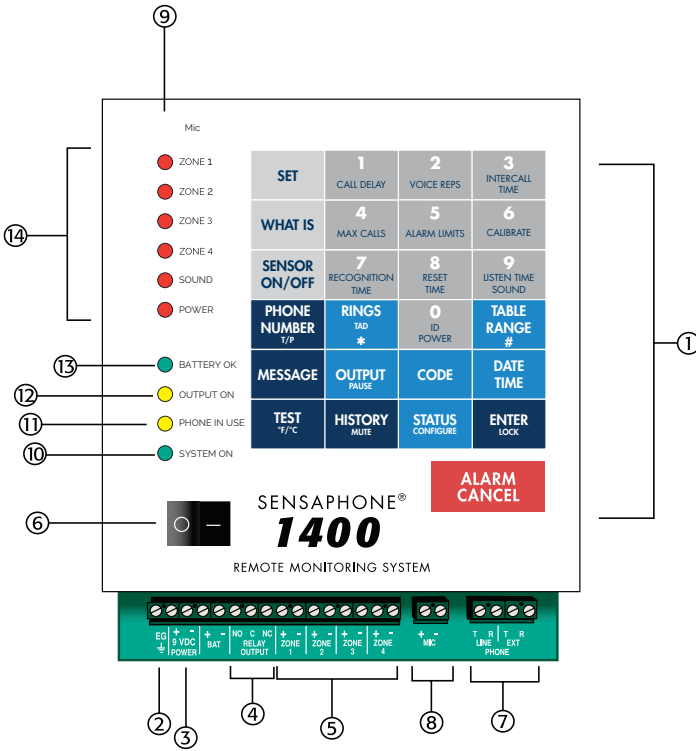 ⑨
Mic
ZONE 1
ZONE 2
ZONE 3
ZONE 4
SOUND
POWER
⑭
BATTERY OK
⑬
OUTPUT ON
⑫
PHONE IN USE
⑪
SYSTEM ON
⑩
SET
1
CALL DELAY
2
VOICE REPS
3
INTERCALL
TIME
WHAT IS
4
MAX CALLS
5
ALARM LIMITS
6
CALIBRATE
SENSOR
ON/OFF
7
RECOGNITION
TIME
8
RESET
TIME
9
LISTEN TIME
SOUND
PHONE
NUMBER
T/P
RINGS
TAD
*
0
ID
POWER
TABLE
RANGE
#
MESSAGE
OUTPUT
PAUSE
CODE
DATE
TIME
TEST
°F/°C
HISTORY
MUTE
STATUS
CONFIGURE
ENTER
LOCK
①
ALARM
CANCEL
⑥
O —
SENSAPHONE®
1400
REMOTE MONITORING SYSTEM
EG
+ -
9 VDC
POWER
+ -
BAT
NO C NC
RELAY
OUTPUT
+ -
ZONE
1
+ -
ZONE
2
+ -
ZONE
3
+ -
ZONE
4
+ -
MIC
T R
LINE
T R
EXT
PHONE
②
③
④
⑤
⑧
⑦